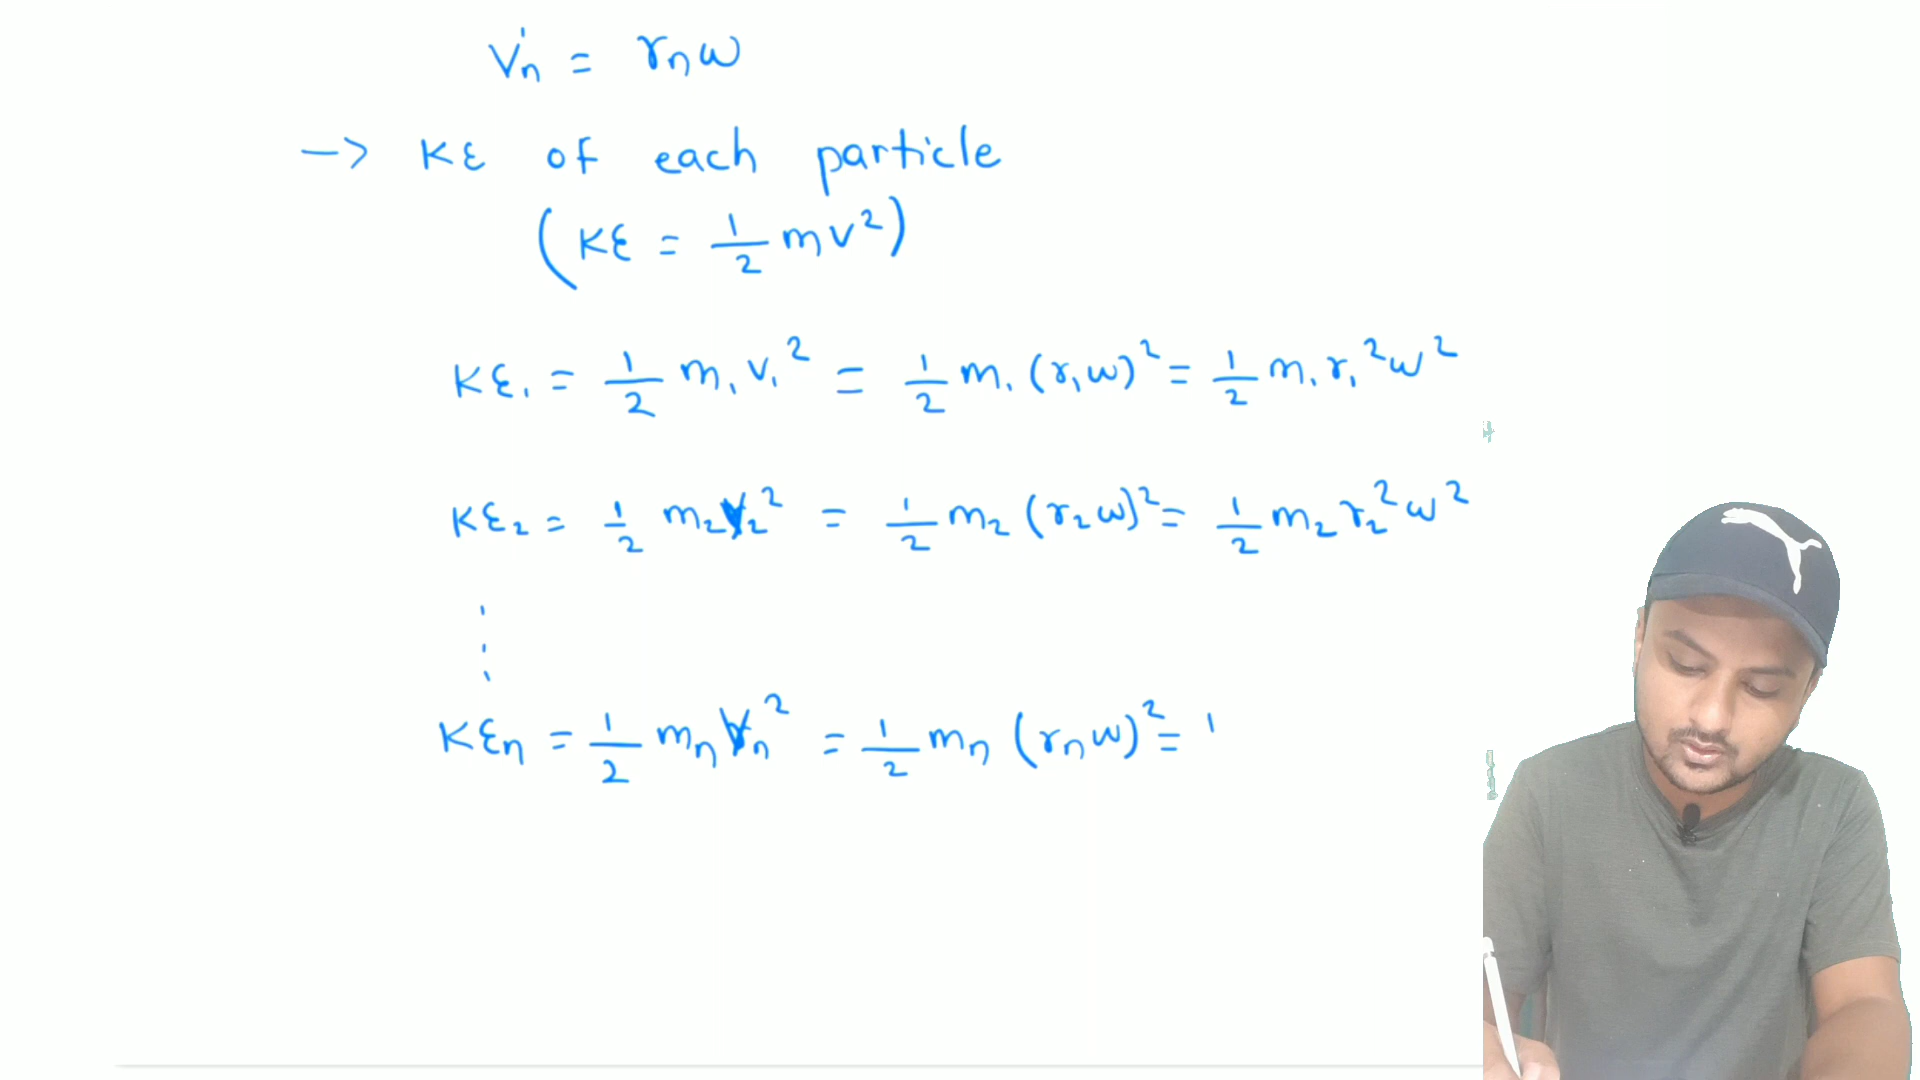 Vn = rnω
—> KE of each particle
(KE = 1/2 mv²)
KE₁ = 1/2 m₁v₁² = 1/2 m₁(r₁ω)² = 1/2 m₁r₁²ω²
KE₂ = 1/2 m₂v₂² = 1/2 m₂(r₂ω)² = 1/2 m₂r₂²ω²
⋮
KEn = 1/2 mnvn² = 1/2 mn(rnω)² = 1